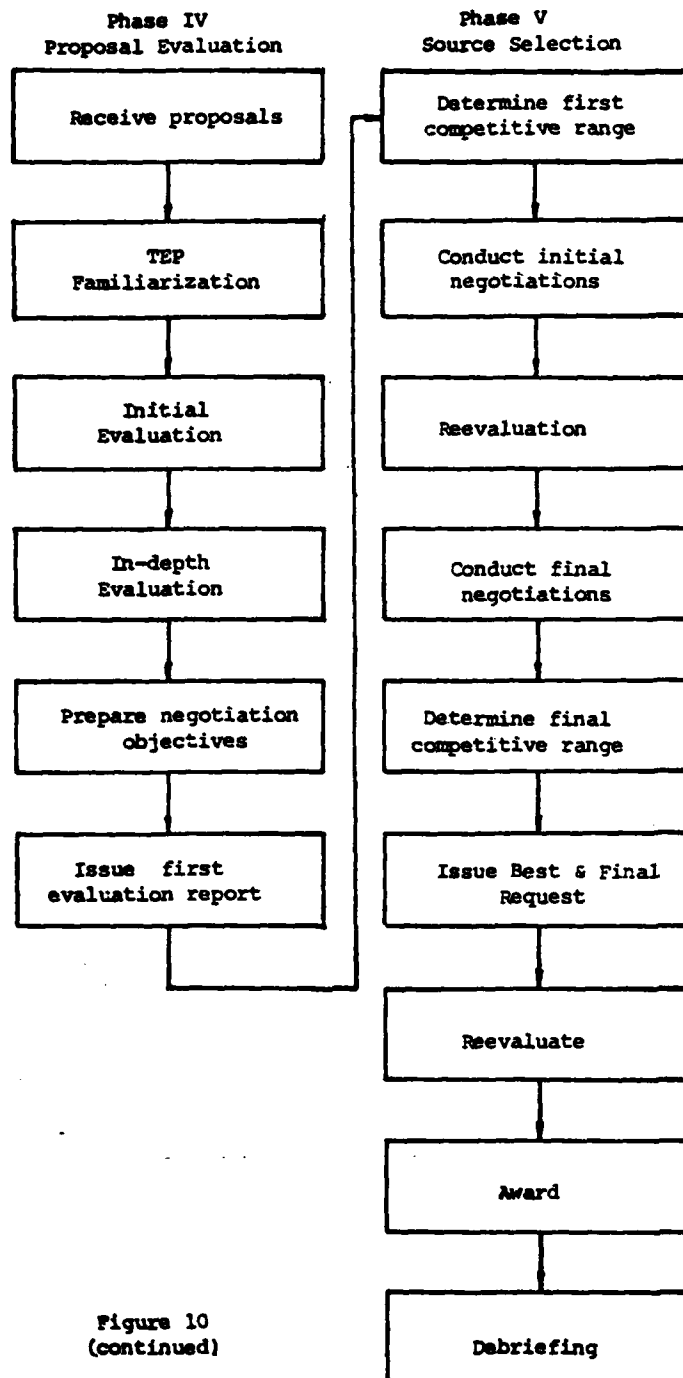 Phase IV
Proposal Evaluation
Receive proposals
TEP
Familiarization
Initial
Evaluation
In-depth
Evaluation
Prepare negotiation
objectives
Issue first
evaluation report
Phase V
Source Selection
Determine first
competitive range
Conduct initial
negotiations
Reevaluation
Conduct final
negotiations
Determine final
competitive range
Issue Best & Final
Request
Reevaluate
Award
Debriefing
Figure 10
(continued)